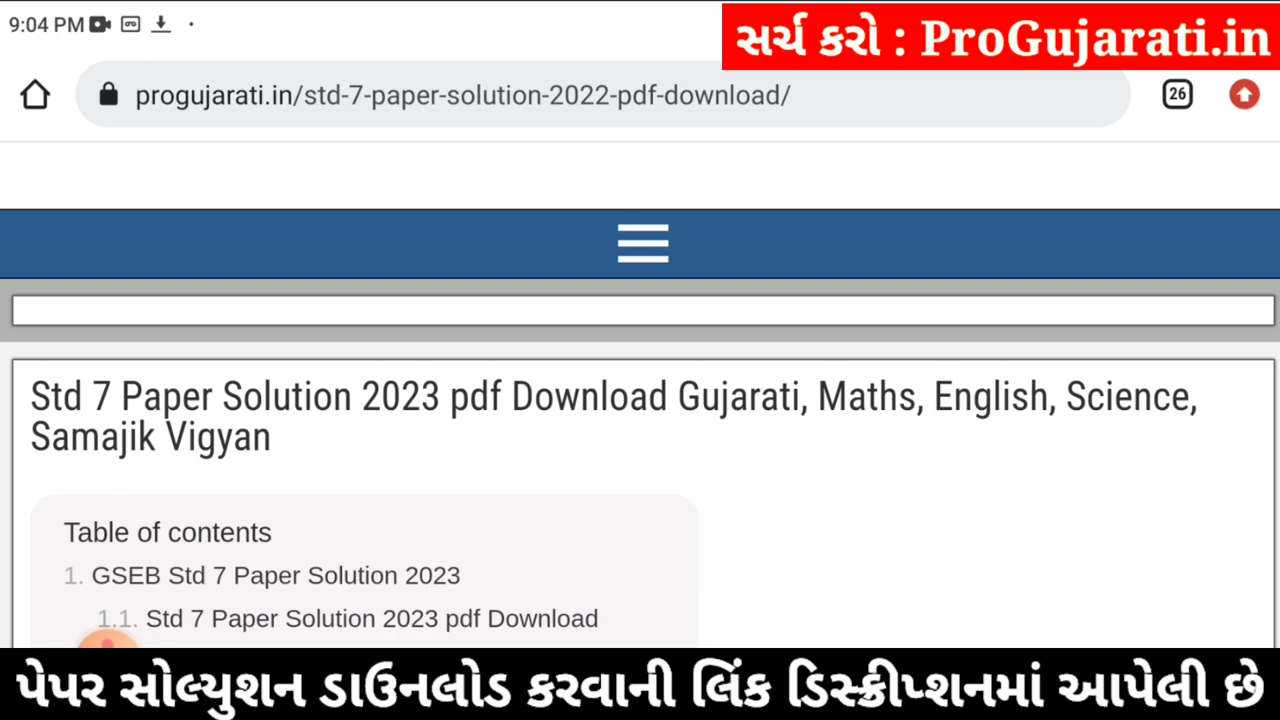 9:04 PM
સર્ચ કરો : ProGujarati.in
progujarati.in/std-7-paper-solution-2022-pdf-download/
26
Std 7 Paper Solution 2023 pdf Download Gujarati, Maths, English, Science,
Samajik Vigyan
Table of contents
1. GSEB Std 7 Paper Solution 2023
1.1. Std 7 Paper Solution 2023 pdf Download
પેપર સોલ્યુશન ડાઉનલોડ કરવાની લિંક ડિસ્ક્રીપ્શનમાં આપેલી છે